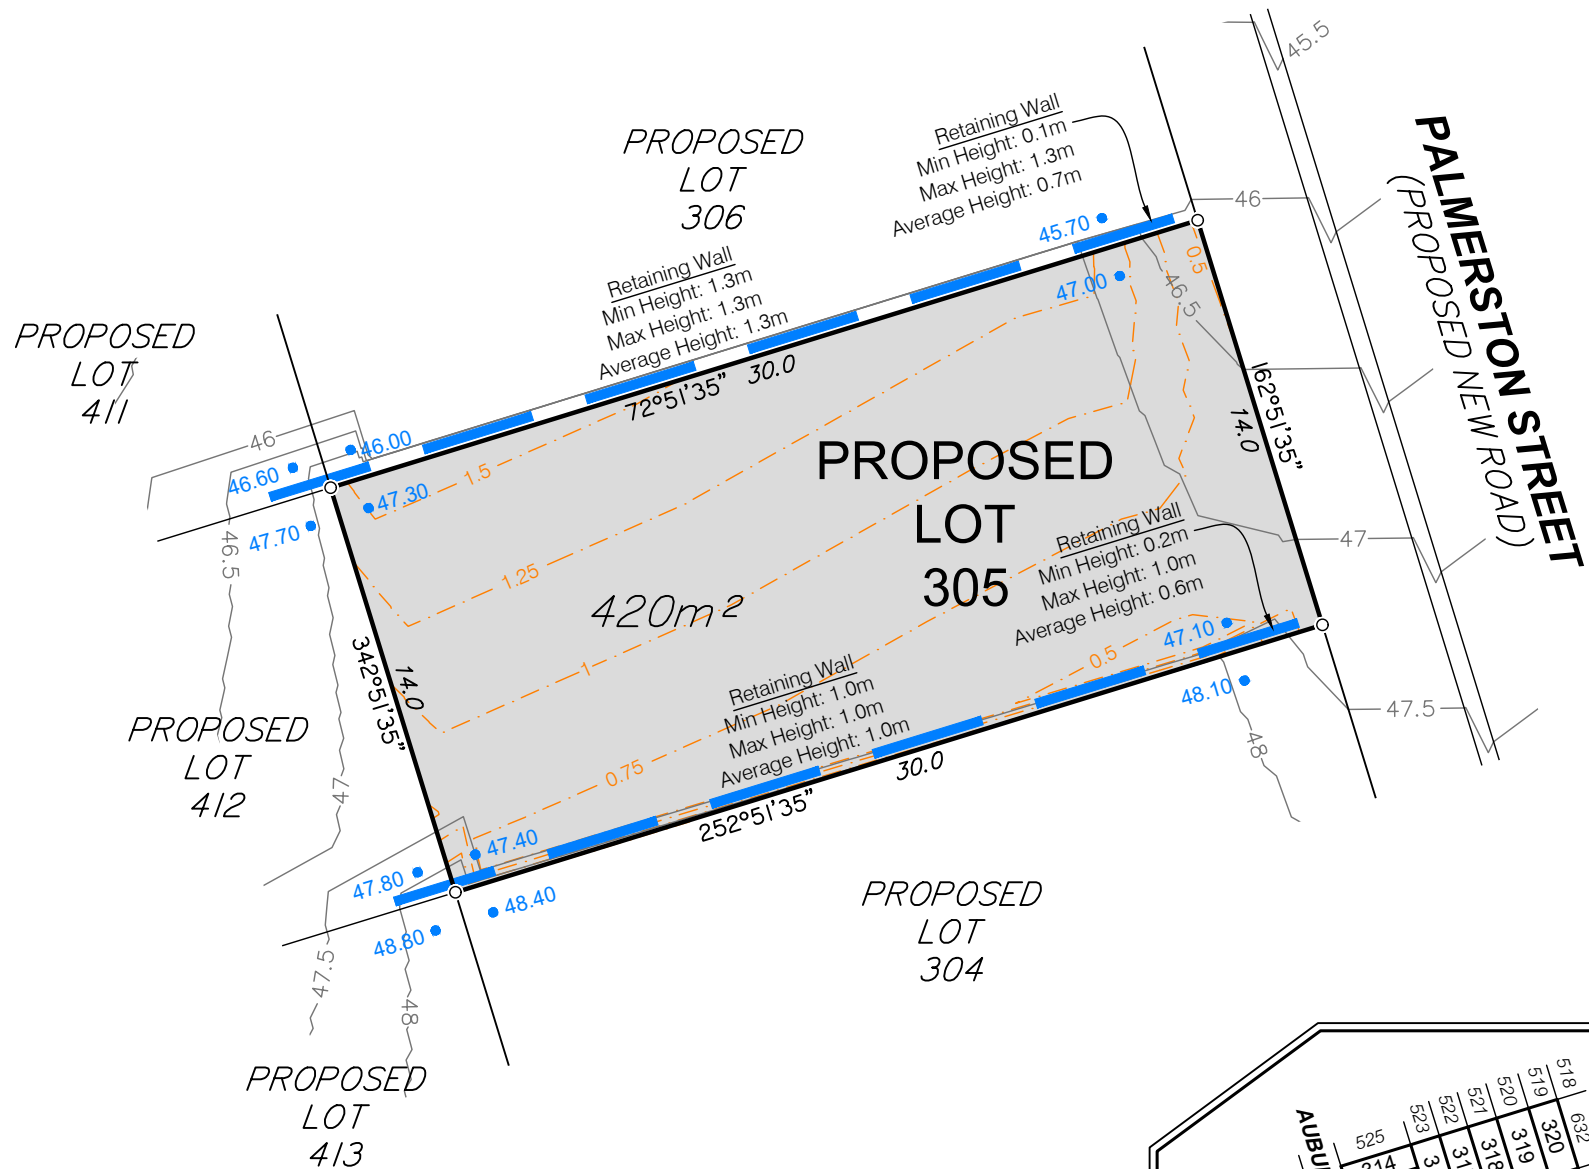 45.5
PALMERSTON STREET
(PROPOSED NEW ROAD)
PROPOSED
LOT
306
Retaining Wall
Min Height: 0.1m
Max Height: 1.3m
Average Height: 0.7m
46
45.70
47.00
0.5
46.5
Retaining Wall
Min Height: 1.3m
Max Height: 1.3m
Average Height: 1.3m
PROPOSED
LOT
411
72°51'35"
30.0
162°51'35"
14.0
46
46.00
46.60
47.30
47.70
1.5
46.5
PROPOSED
LOT
305
1.25
420m²
1
Retaining Wall
Min Height: 0.2m
Max Height: 1.0m
Average Height: 0.6m
47
47.10
48.10
0.5
47.5
48
342°51'35"
14.0
Retaining Wall
Min Height: 1.0m
Max Height: 1.0m
Average Height: 1.0m
0.75
30.0
252°51'35"
PROPOSED
LOT
412
47
47.40
47.80
48.40
48.80
47.5
48
PROPOSED
LOT
304
PROPOSED
LOT
413
525
523
522
521
520
519
518
632
314
318
319
320